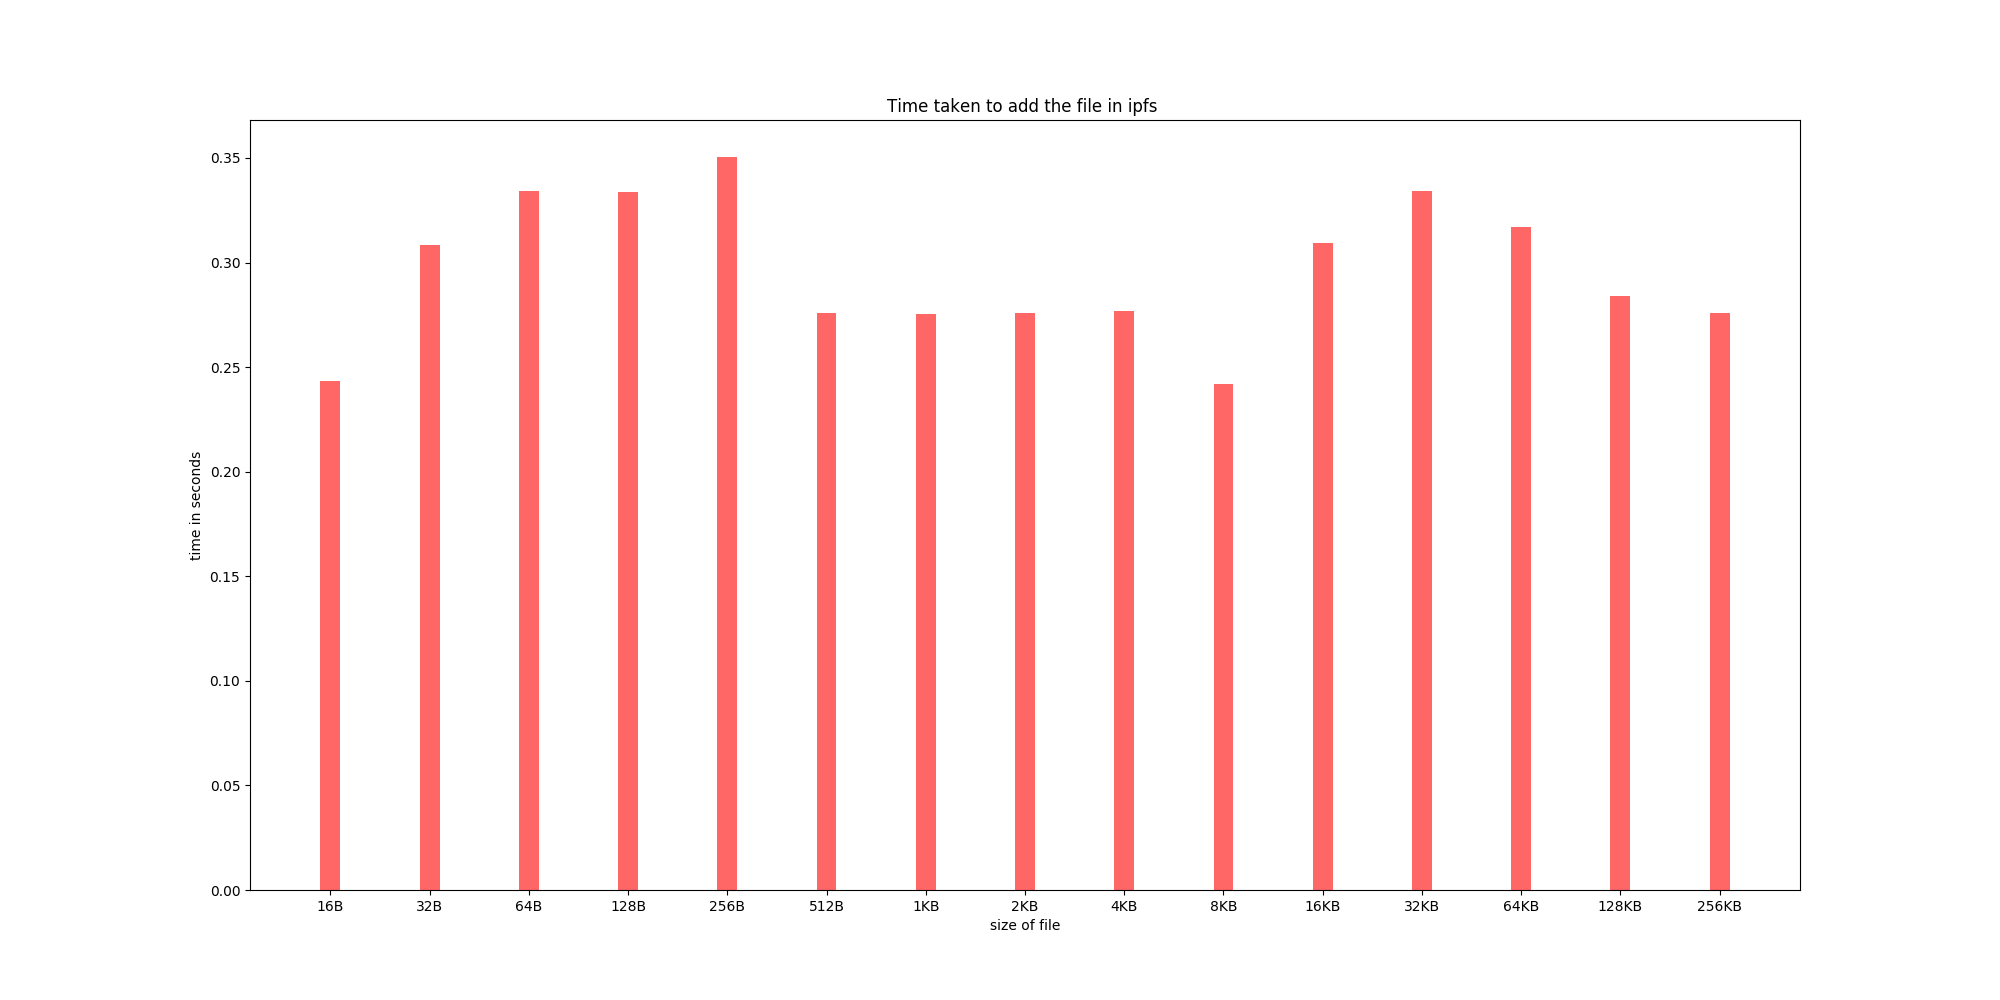 Time taken to add the file in ipfs
0.35
0.30
0.25
0.20
0.15
0.10
0.05
0.00
time in seconds
16B 32B 64B 128B 256B 512B 1KB 2KB 4KB 8KB 16KB 32KB 64KB 128KB 256KB
size of file